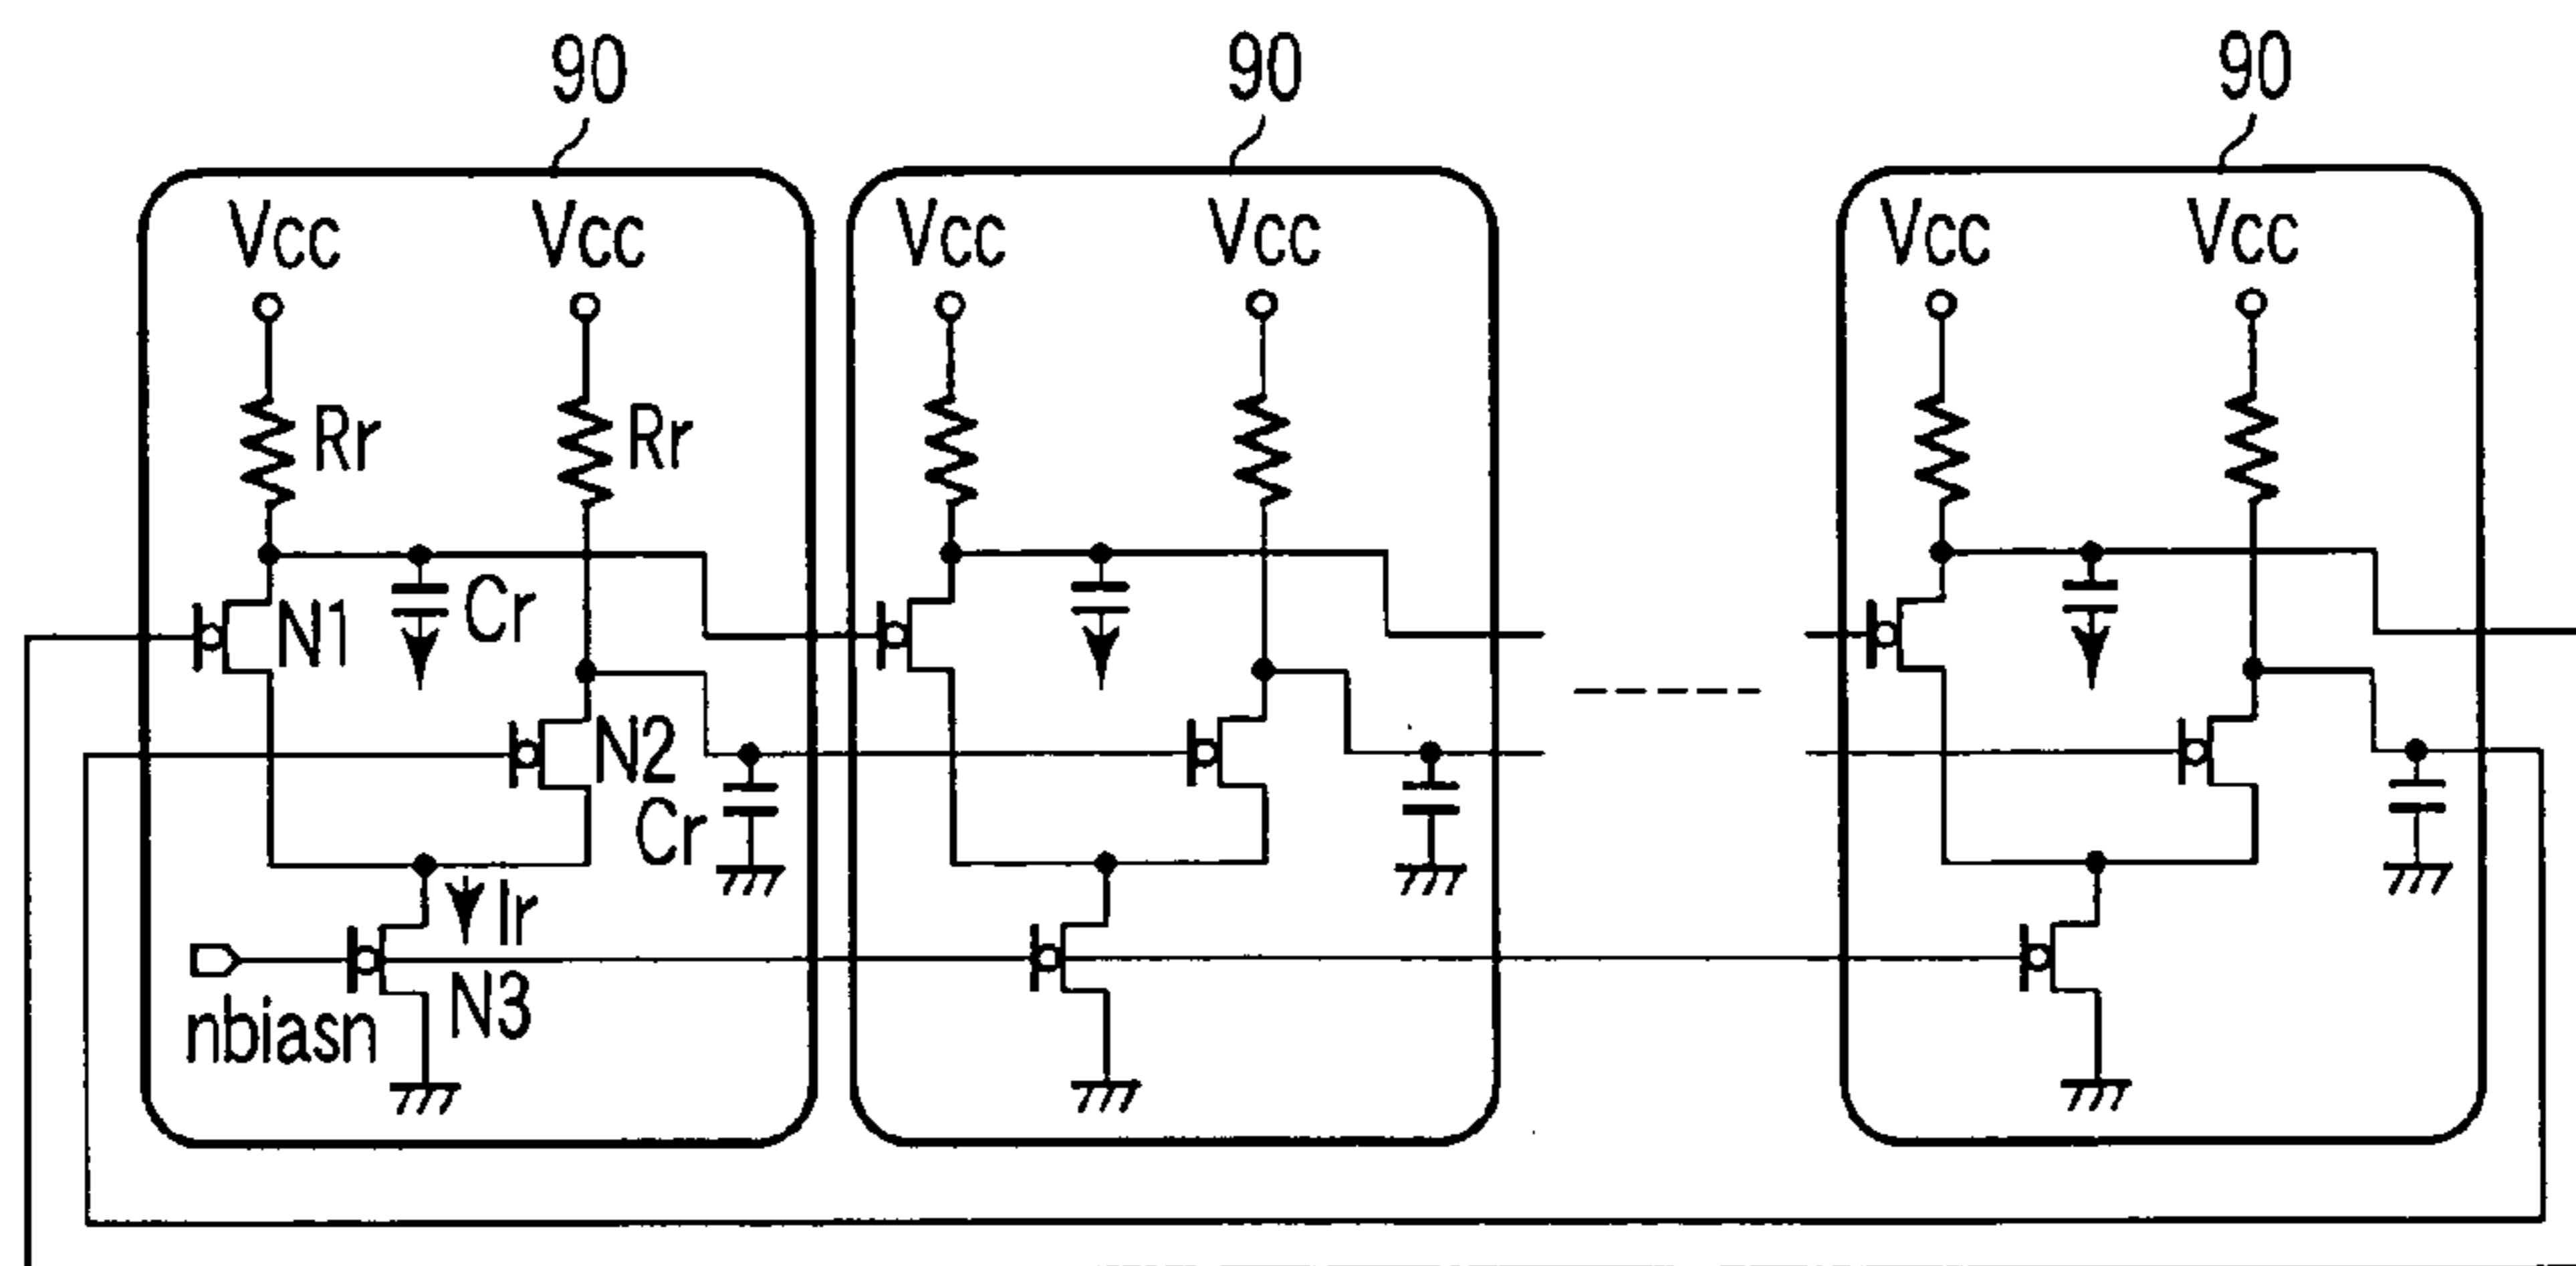 90 90 90
Vcc Vcc Vcc Vcc Vcc Vcc
Rr Rr
N1 Cr
N2
Cr
Ir
nbiasn N3